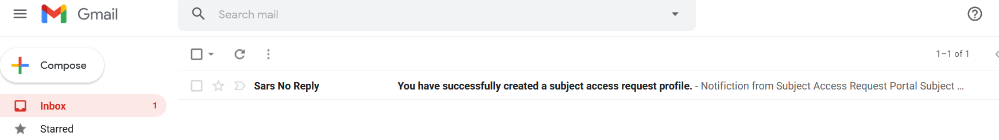 Gmail
Search mail
Compose
1–1 of 1
Sars No Reply You have successfully created a subject access request profile. - Notifiction from Subject Access Request Portal Subject ...
Inbox 1
Starred